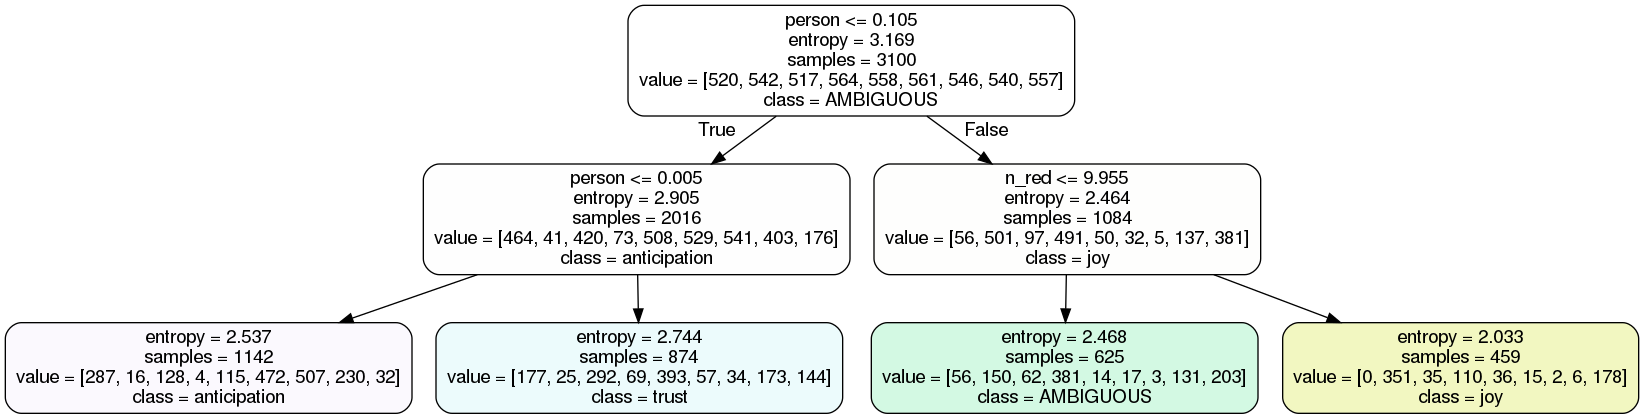 person <= 0.105
entropy = 3.169
samples = 3100
value = [520, 542, 517, 564, 558, 561, 546, 540, 557]
class = AMBIGUOUS
True
False
person <= 0.005
entropy = 2.905
samples = 2016
value = [464, 41, 420, 73, 508, 529, 541, 403, 176]
class = anticipation
n_red <= 9.955
entropy = 2.464
samples = 1084
value = [56, 501, 97, 491, 50, 32, 5, 137, 381]
class = joy
entropy = 2.537
samples = 1142
value = [287, 16, 128, 4, 115, 472, 507, 230, 32]
class = anticipation
entropy = 2.744
samples = 874
value = [177, 25, 292, 69, 393, 57, 34, 173, 144]
class = trust
entropy = 2.468
samples = 625
value = [56, 150, 62, 381, 14, 17, 3, 131, 203]
class = AMBIGUOUS
entropy = 2.033
samples = 459
value = [0, 351, 35, 110, 36, 15, 2, 6, 178]
class = joy